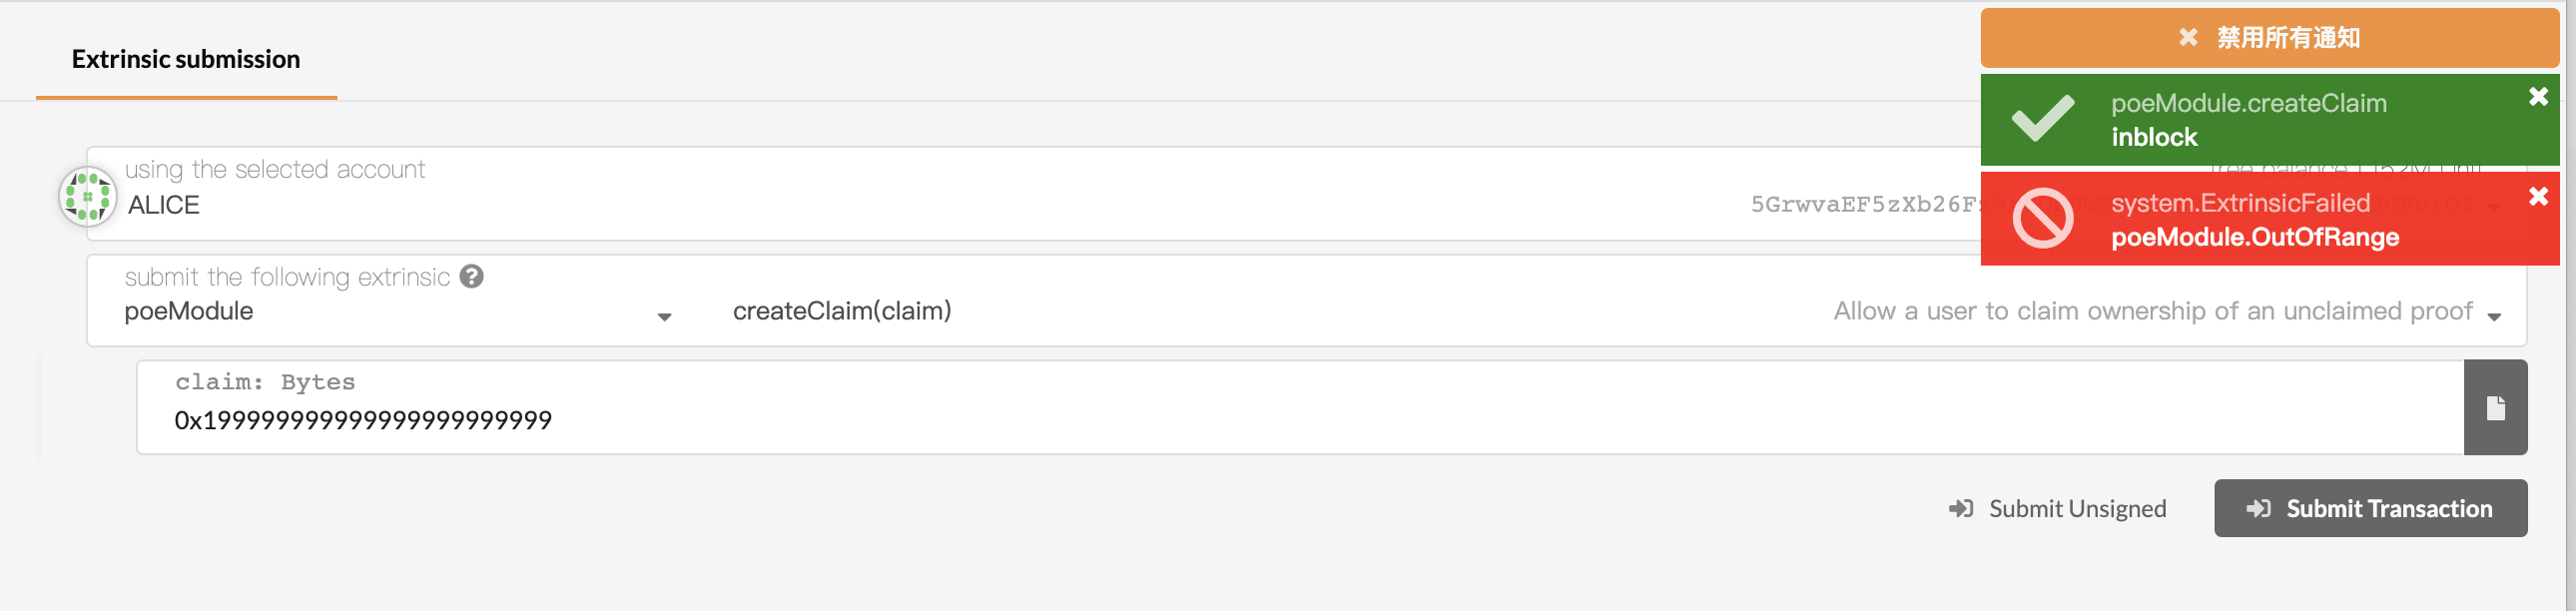 Extrinsic submission
禁用所有通知
poeModule.createClaim
inblock
system.ExtrinsicFailed
poeModule.OutOfRange
using the selected account
ALICE
5GrwvaEF5zXb26F
submit the following extrinsic
poeModule
createClaim(claim)
Allow a user to claim ownership of an unclaimed proof
claim: Bytes
0x1999999999999999999999999
Submit Unsigned
Submit Transaction